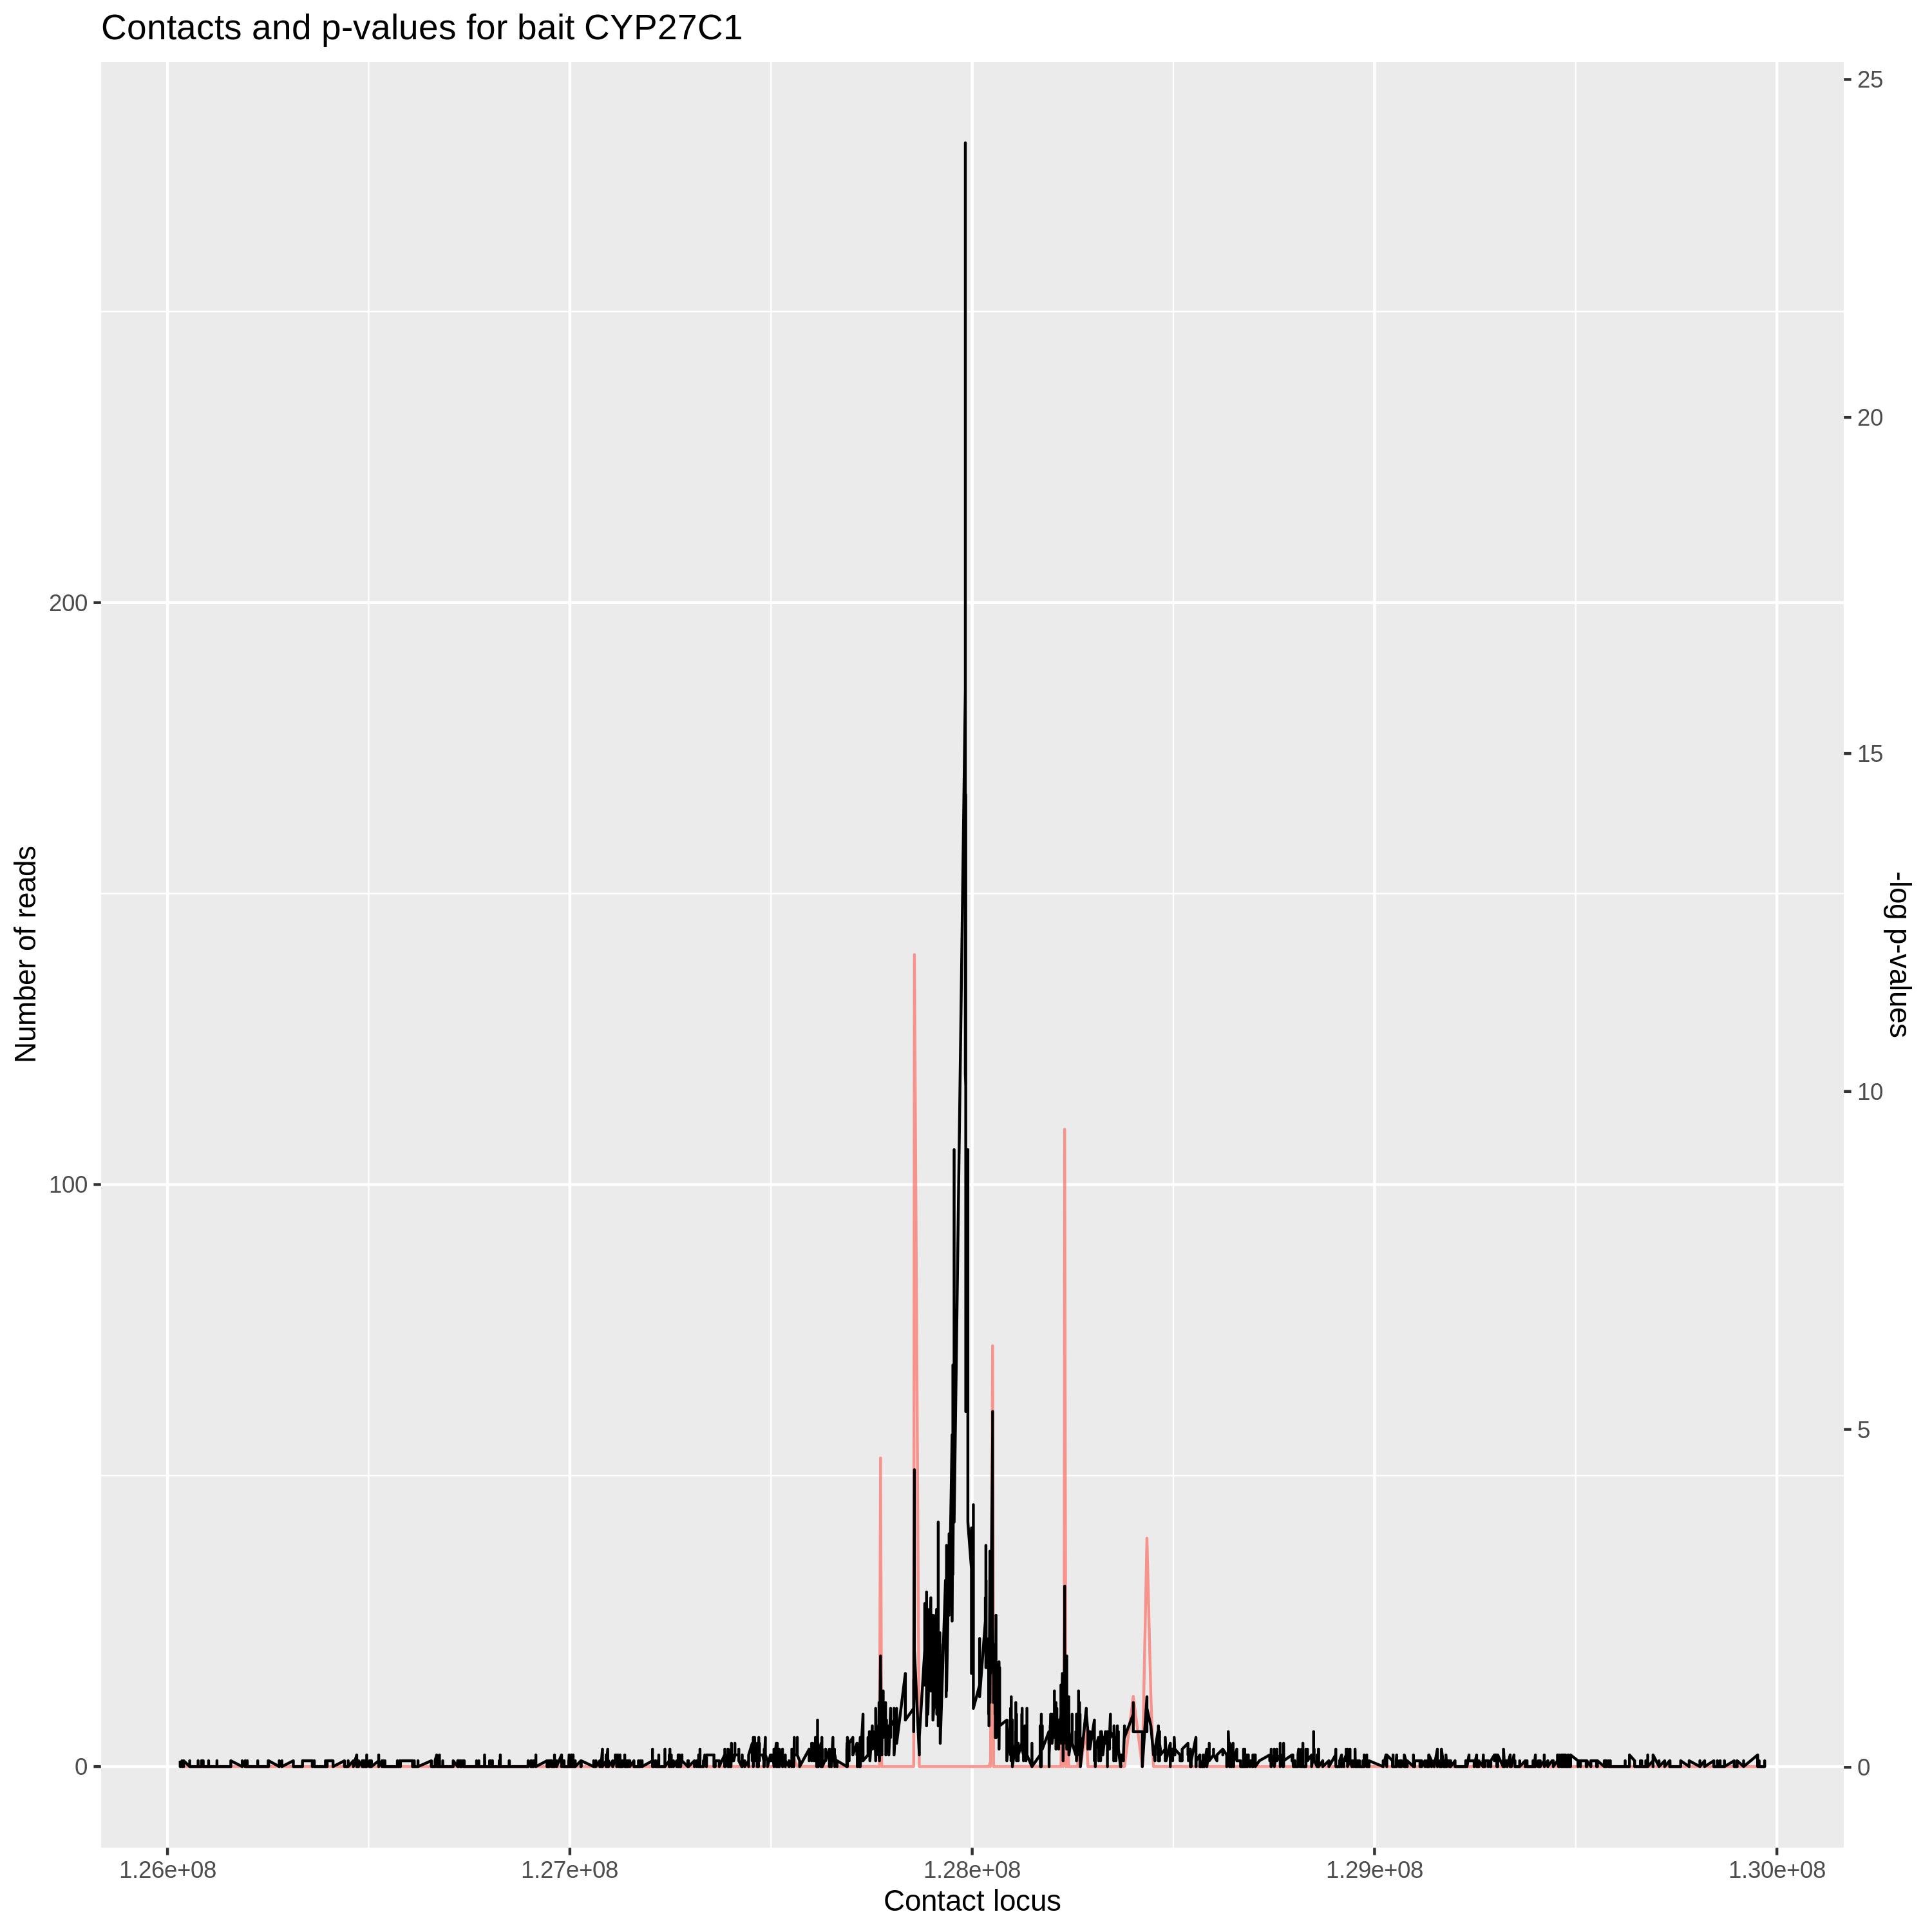 Contacts and p-values for bait CYP27C1
25
20
200
15
Number of reads
-log p-values
10
100
5
0
0
1.26e+08 1.27e+08 1.28e+08 1.29e+08 1.30e+08
Contact locus